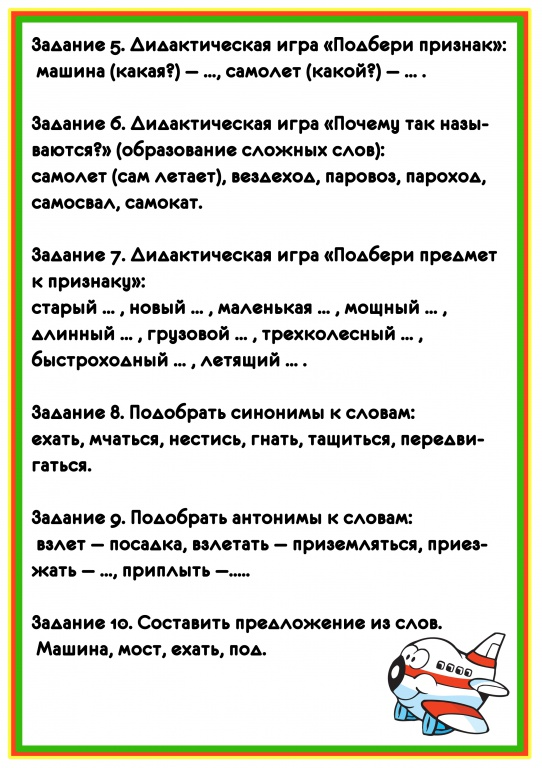 Задание 5. Дидактическая игра «Подбери признак»:
машина (какая?) — ..., самолет (какой?) — ... .
Задание 6. Дидактическая игра «Почему так назы-
ваются?» (образование сложных слов):
самолет (сам летает), вездеход, паровоз, пароход,
самосвал, самокат.
Задание 7. Дидактическая игра «Подбери предмет
к признаку»:
старый ... , новый ... , маленькая ... , мощный ... ,
длинный ... , грузовой ... , трехколесный ... ,
быстроходный ... , летящий ... .
Задание 8. Подобрать синонимы к словам:
ехать, мчаться, нестись, гнать, тащиться, передви-
гаться.
Задание 9. Подобрать антонимы к словам:
взлет — посадка, взлетать — приземляться, приез-
жать — ..., приплыть —.....
Задание 10. Составить предложение из слов.
Машина, мост, ехать, под.